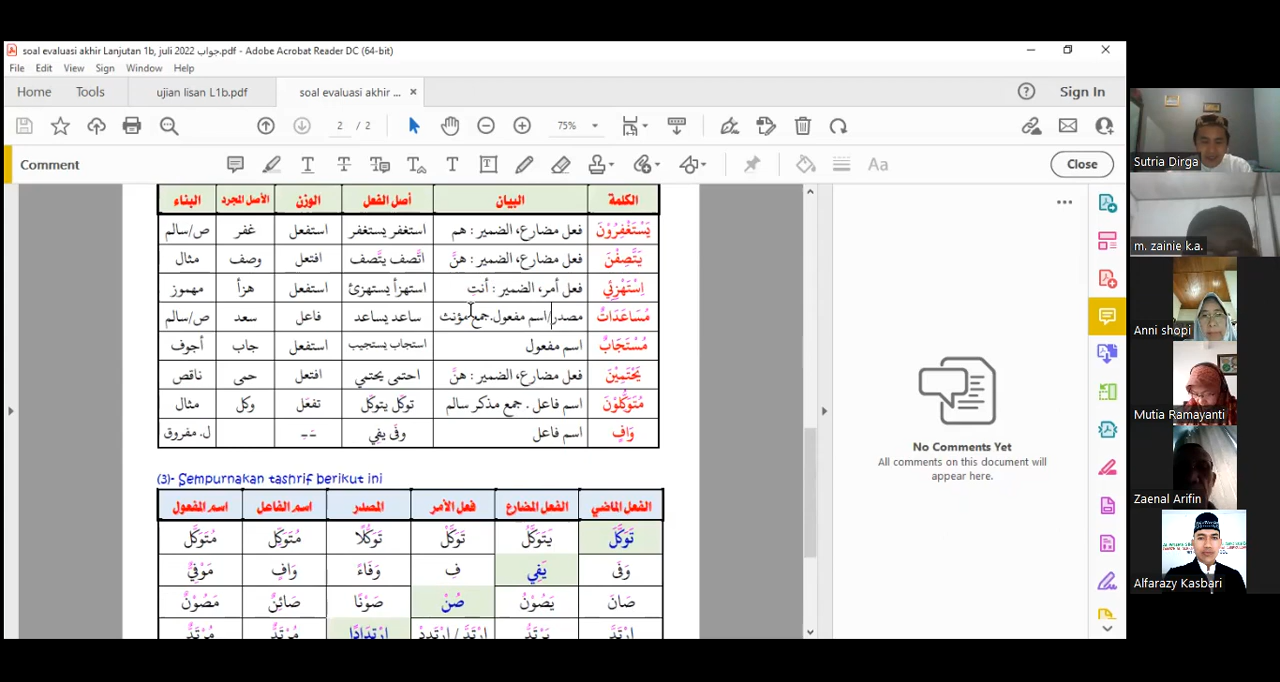 soal evaluasi akhir Lanjutan 1b, juli 2022 جواب.pdf - Adobe Acrobat Reader DC (64-bit)
File Edit View Sign Window Help
Home Tools ujian lisan L1b.pdf soal evaluasi akhir ... Sign In
2 / 2 75%
Comment Close
الكلمة البيان أصل الفعل الوزن الأصل المجرد البناء
يَسْتَغْفِرُوْنَ فعل مضارع، الضمير : هم استغفر يستغفر استفعل غفر ص/سالم
يَتَّصِفْنَ فعل مضارع، الضمير : هنَّ اتَّصف يتَّصف افتعل وصف مثال
اِسْتَهْزِئِي فعل أمر، الضمير : أنتِ استهزأ يستهزئ استفعل هزأ مهموز
مُسَاعَدَاتٌ مصدر/اسم مفعول.جمع مؤنث ساعد يساعد فاعل سعد ص/سالم
مُسْتَجَابٌ اسم مفعول استجاب يستجيب استفعل جاب أجوف
يَحْتَمِيْنَ فعل مضارع، الضمير : هنَّ احتمى يحتمي افتعل حمى ناقص
مُتَوَكِّلُوْنَ اسم فاعل . جمع مذكر سالم توكّل يتوكّل تفعّل وكل مثال
وَافٍ اسم فاعل وفَى يفي ل. مفروق
(3)- Sempurnakan tashrif berikut ini
الفعل الماضي الفعل المضارع فعل الأمر المصدر اسم الفاعل اسم المفعول
تَوَكَّلَ يَتَوَكَّلُ تَوَكَّلْ تَوَكُّلًا مُتَوَكِّلٌ مُتَوَكَّلٌ
وَفَى يَفِي فِ وَفَاءً وَافٍ مَوْفِيٌّ
صَانَ يَصُوْنُ صُنْ صَوْنًا صَائِنٌ مَصُوْنٌ
اِرْتَدَّ يَرْتَدُّ اِرْتَدَّ / اِرْتَدِدْ اِرْتِدَادًا مُرْتَدٌّ مُرْتَدٌّ
No Comments Yet
All comments on this document will
appear here.
Sutria Dirga
m. zainie k.a.
Anni shopi
Mutia Ramayanti
Zaenal Arifin
Alfarazy Kasbari